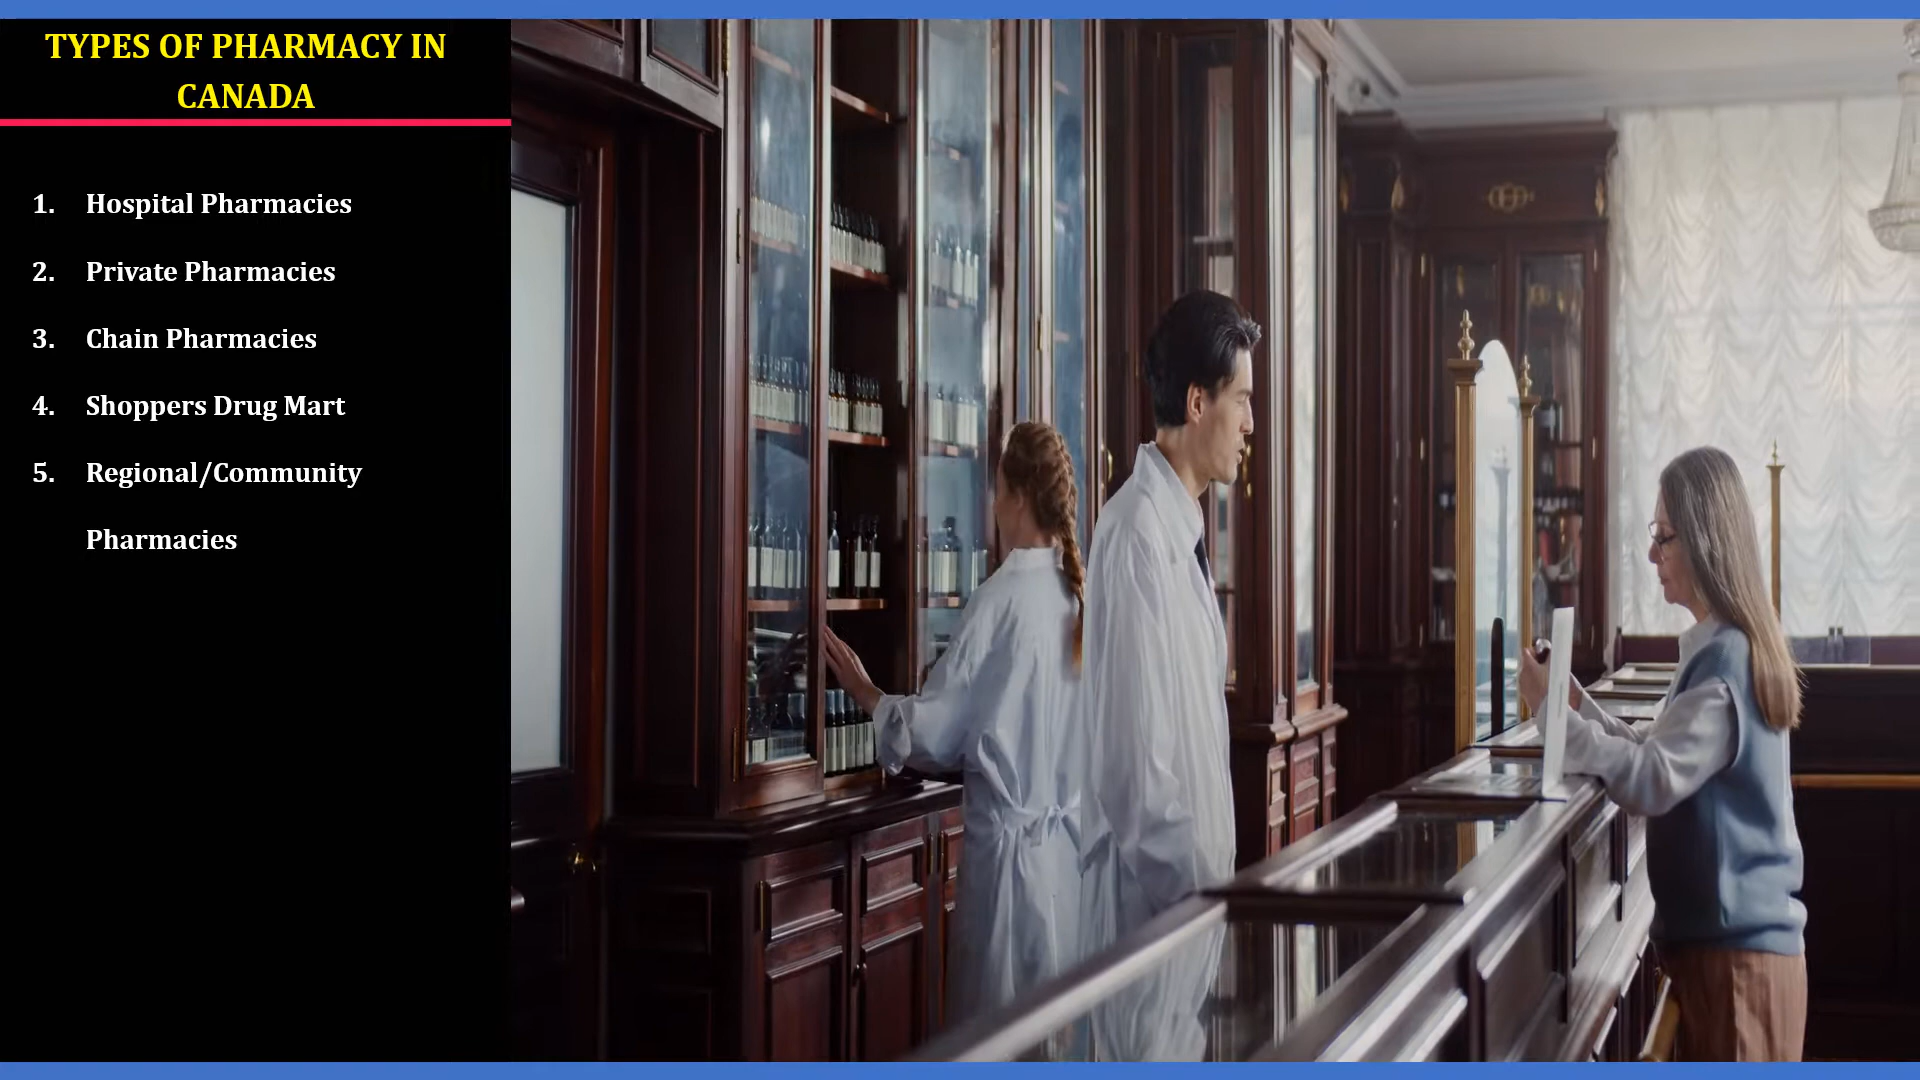 TYPES OF PHARMACY IN
CANADA
1. Hospital Pharmacies
2. Private Pharmacies
3. Chain Pharmacies
4. Shoppers Drug Mart
5. Regional/Community
Pharmacies